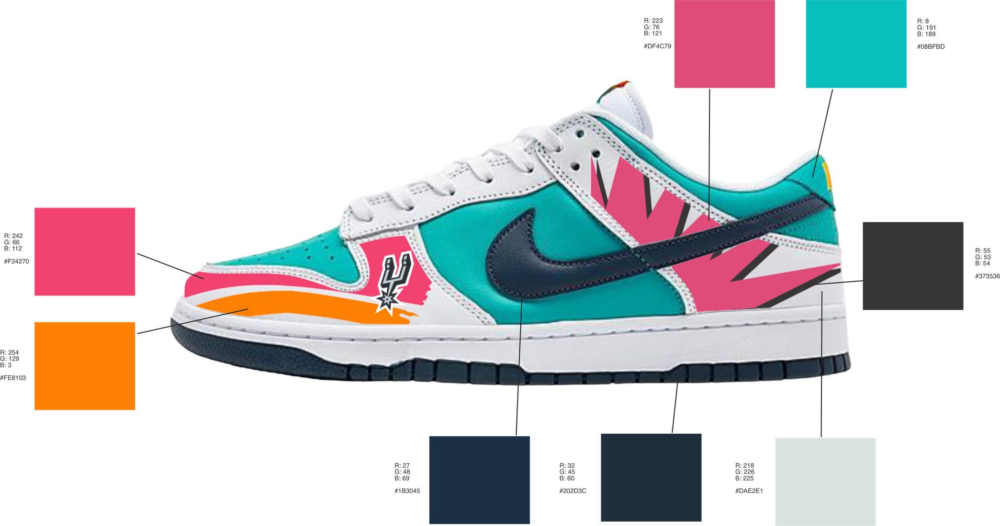 R: 223
G: 76
B: 121
#DF4C79
R: 8
G: 191
B: 189
#08BFBD
R: 242
G: 66
B: 112
#F24270
R: 55
G: 53
B: 54
#373536
R: 254
G: 129
B: 3
#FE8103
R: 27
G: 48
B: 69
#1B3045
R: 32
G: 45
B: 60
#202D3C
R: 218
G: 226
B: 225
#DAE2E1